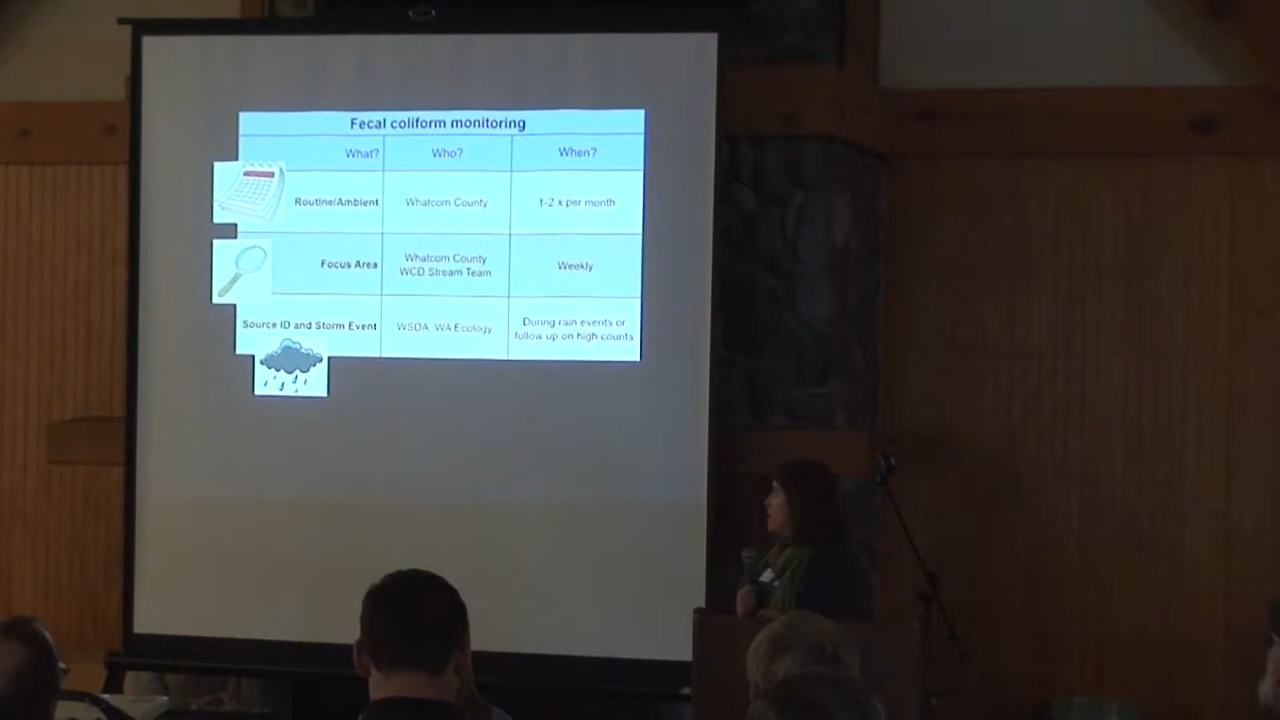 Fecal coliform monitoring
What? Who? When?
Routine/Ambient Whatcom County 1-2 x per month
Focus Area Whatcom County
WCD Stream Team Weekly
Source ID and Storm Event WSDA, WA Ecology During rain events or
follow up on high counts